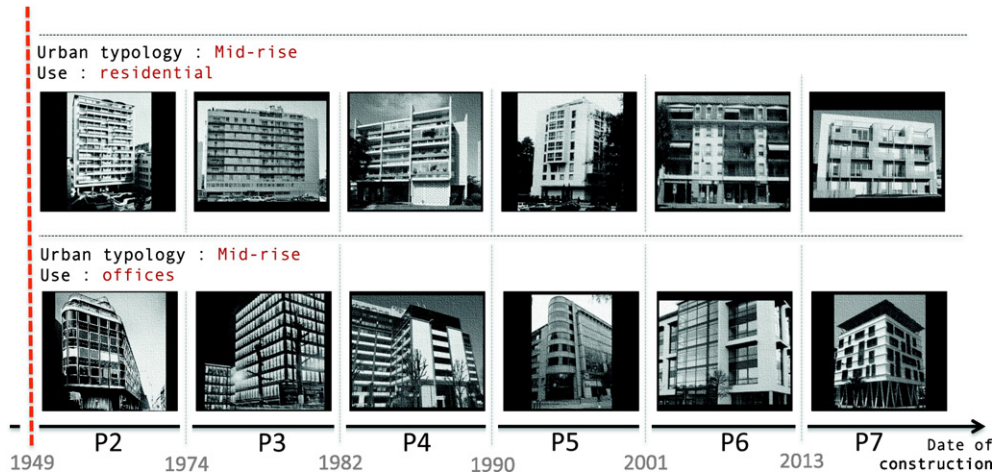 Urban typology : Mid-rise
Use : residential
Urban typology : Mid-rise
Use : offices
P2 P3 P4 P5 P6 P7 Date of
construction
1949 1974 1982 1990 2001 2013